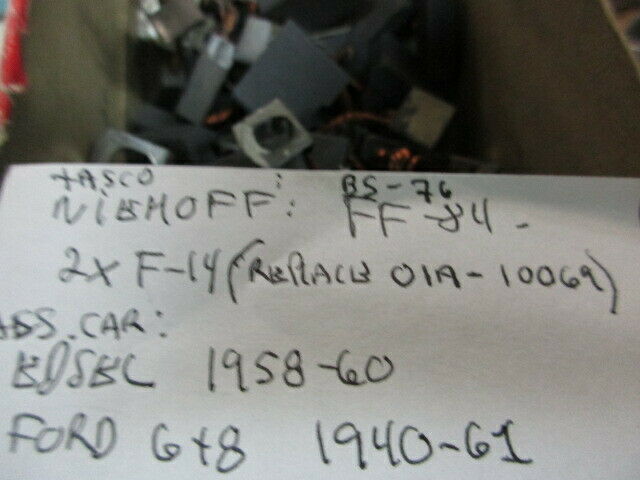 TASCO : BS-76
NIEHOFF: FF-84 -
2X F-14 (REPLACE 01A-10069)
ASS. CAR:
EDSEL 1958-60
FORD 6+8 1940-61